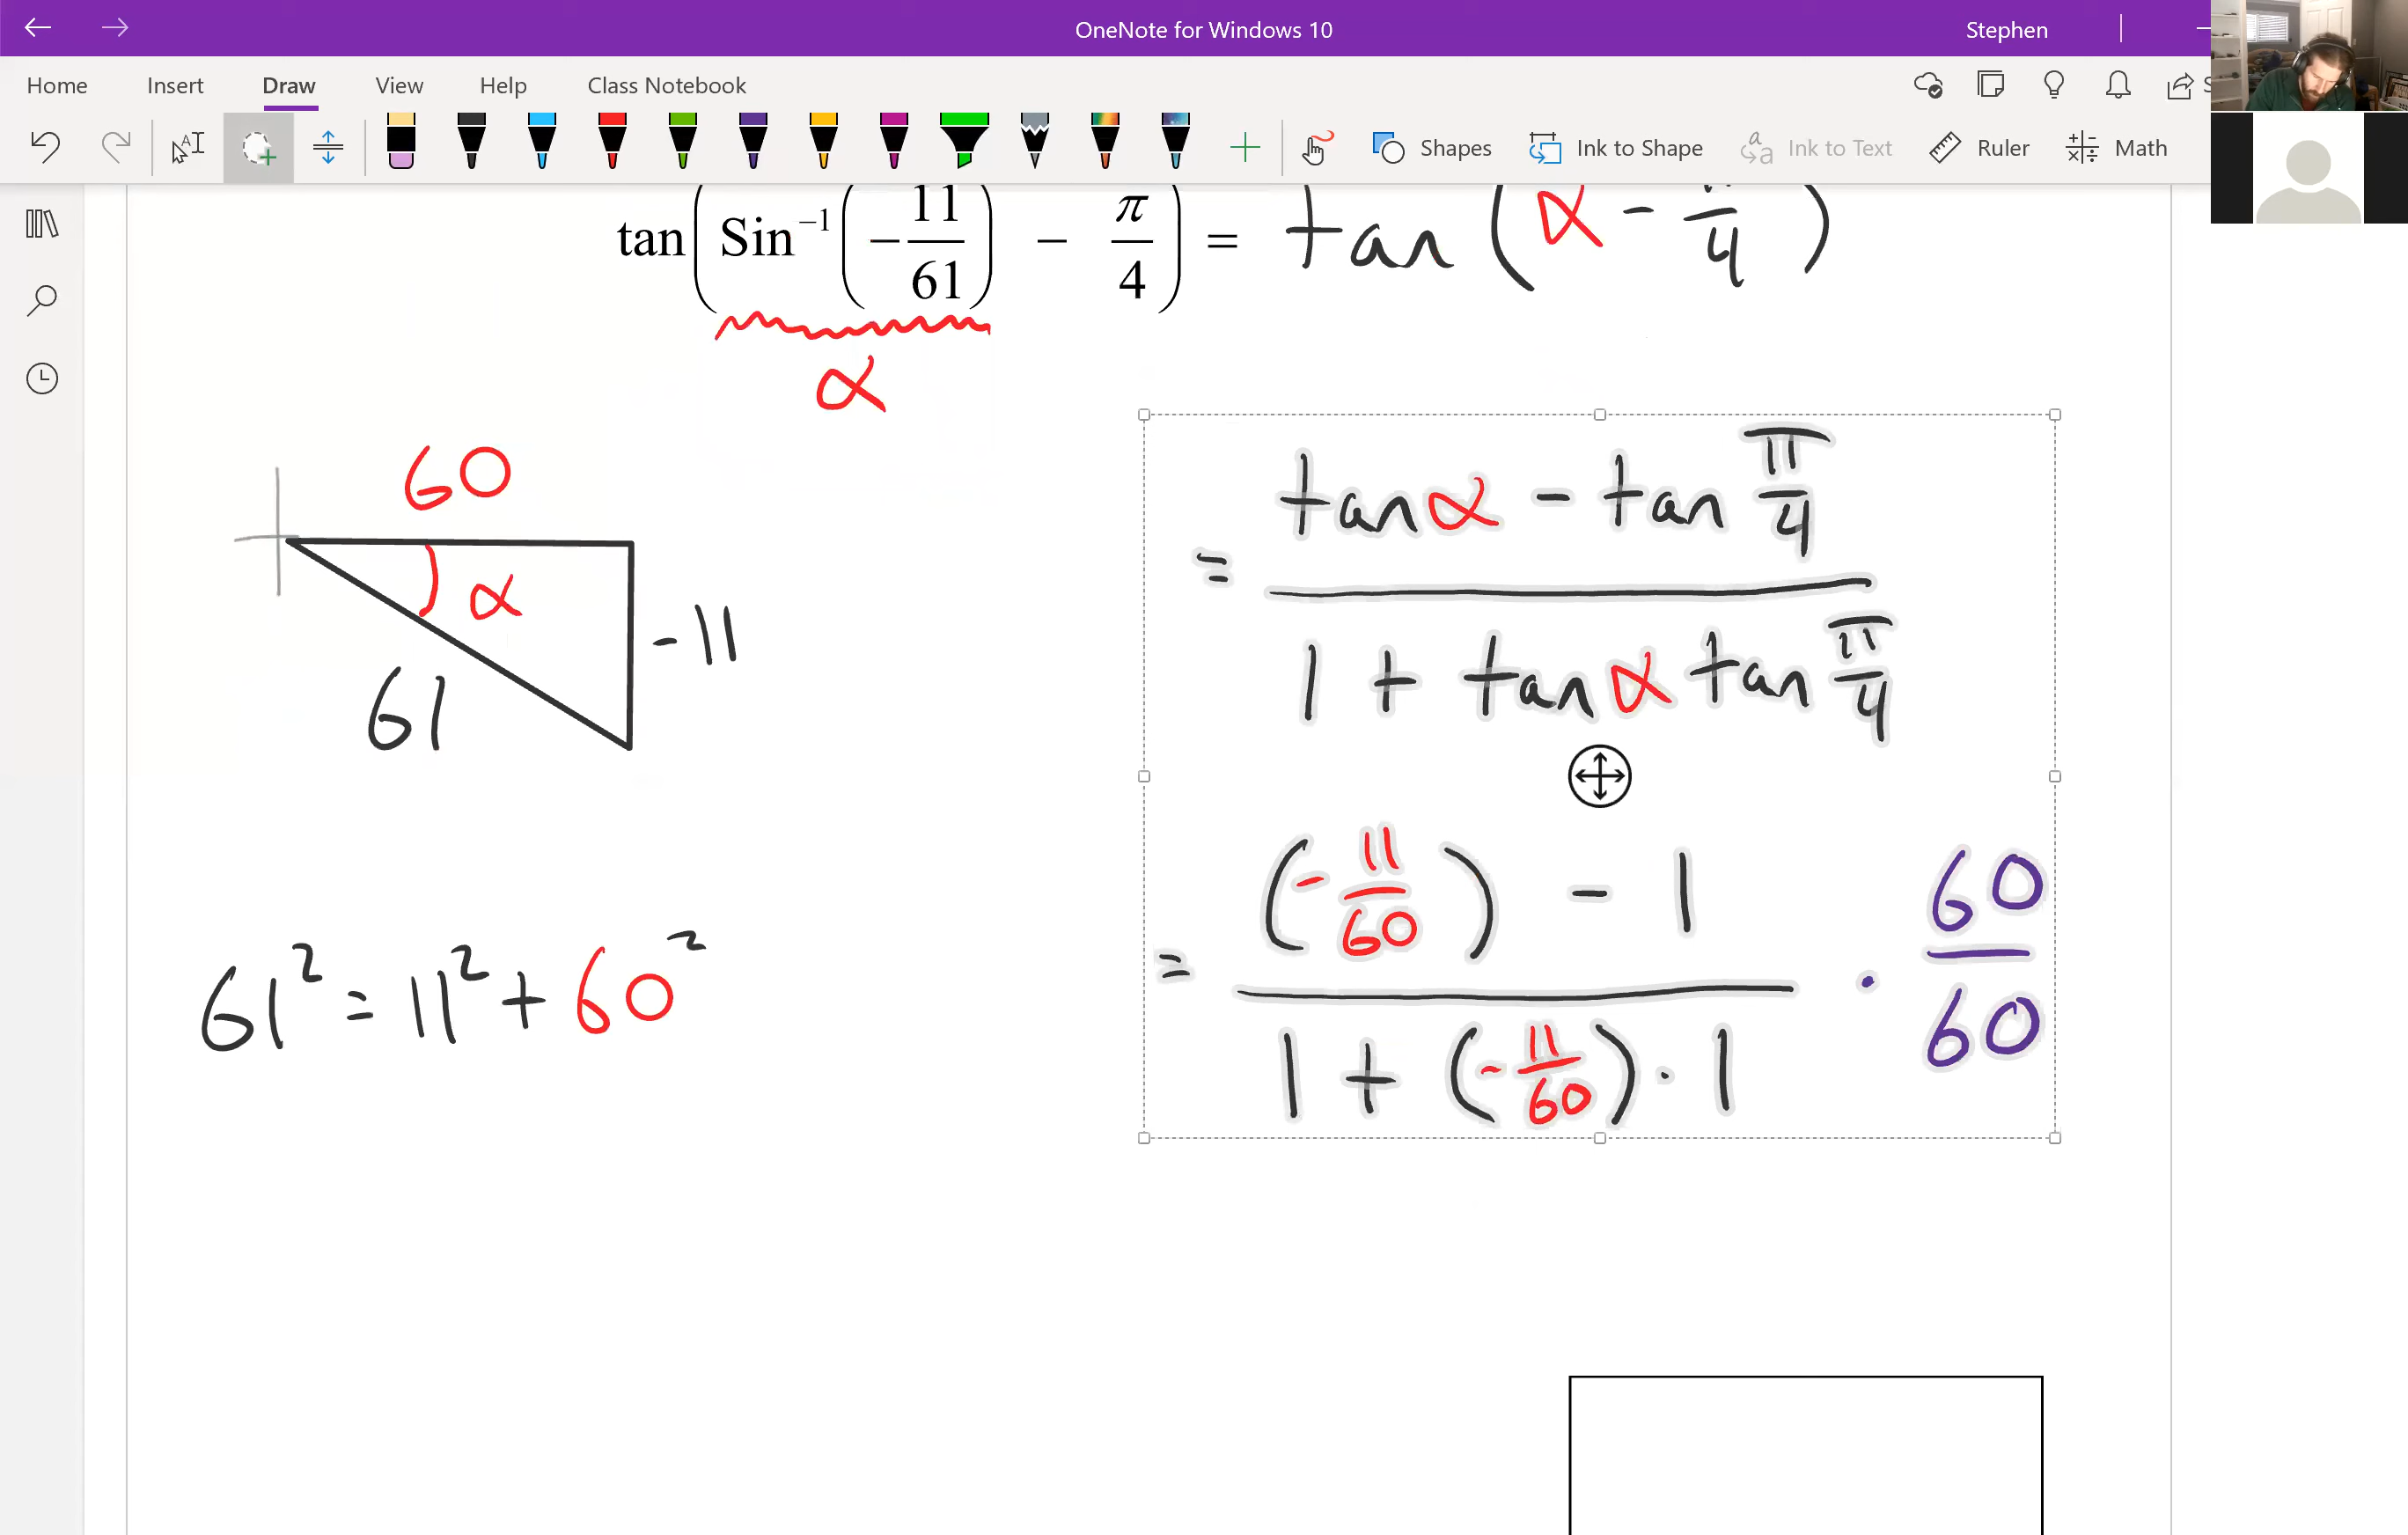 OneNote for Windows 10
Stephen
Home Insert Draw View Help Class Notebook
Shapes Ink to Shape Ink to Text Ruler Math
tan(Sin⁻¹(−11/61) − π/4) = tan(α − π/4)
α
60
α
-11
61
61² = 11² + 60²
= (tanα − tan π/4) / (1 + tanα tan π/4)
= ((-11/60) − 1) / (1 + (-11/60)·1) · 60/60